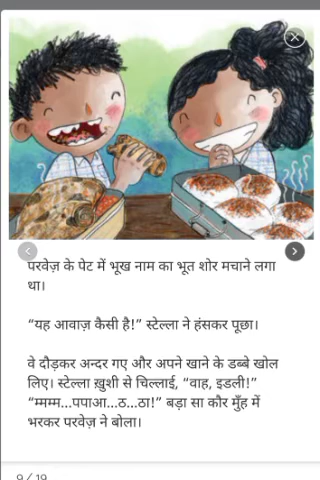 परवेज़ के पेट में भूख नाम का भूत शोर मचाने लगा
था।
“यह आवाज़ कैसी है!” स्टेल्ला ने हंसकर पूछा।
वे दौड़कर अन्दर गए और अपने खाने के डब्बे खोल
लिए। स्टेल्ला ख़ुशी से चिल्लाई, “वाह, इडली!”
“म्मम्म...पपाआ...ठ...ठा!” बड़ा सा कौर मुँह में
भरकर परवेज़ ने बोला।
9 / 19